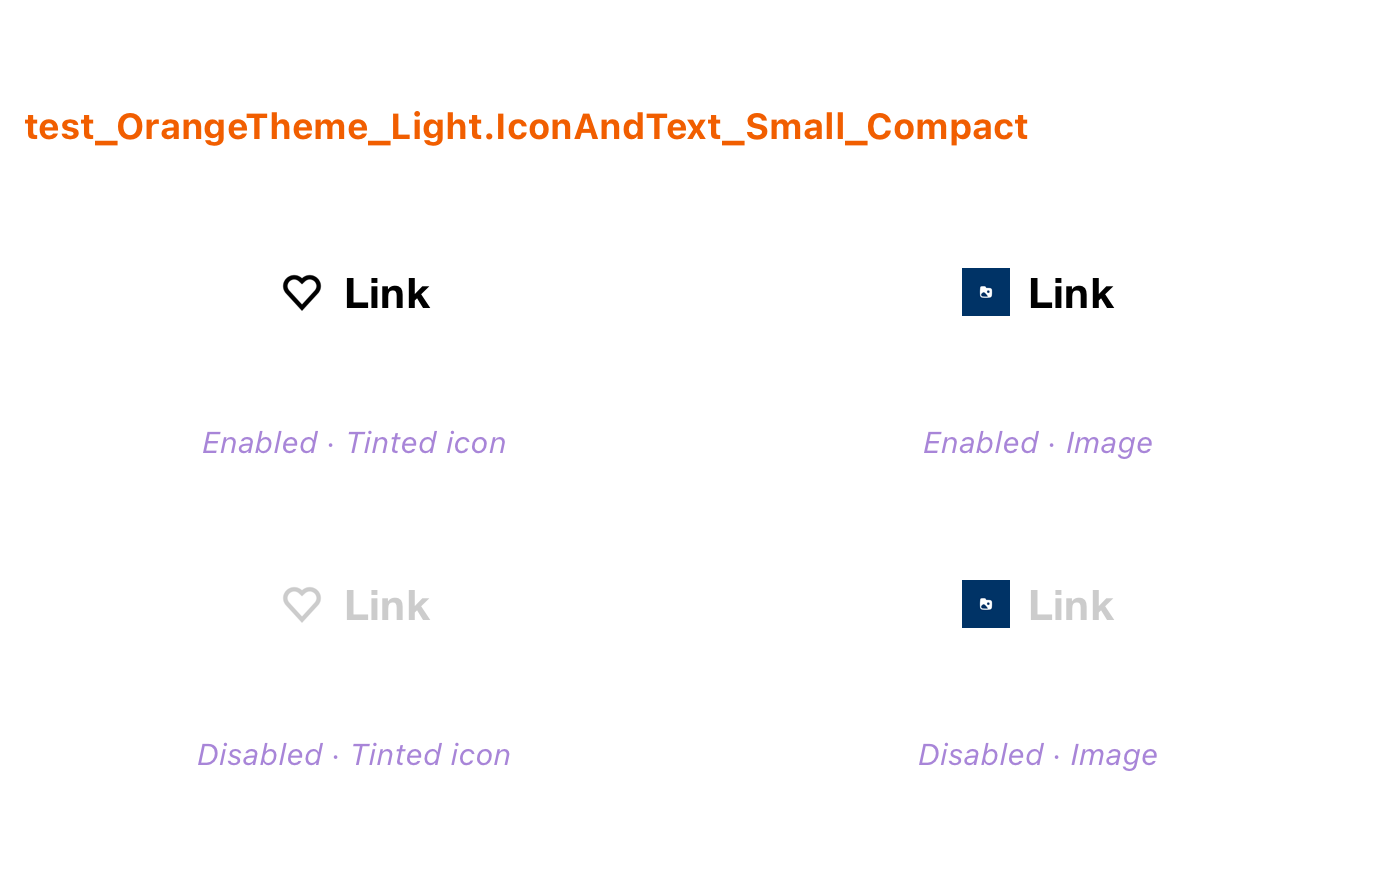 test_OrangeTheme_Light.IconAndText_Small_Compact
Link
Link
Enabled · Tinted icon
Enabled · Image
Link
Link
Disabled · Tinted icon
Disabled · Image